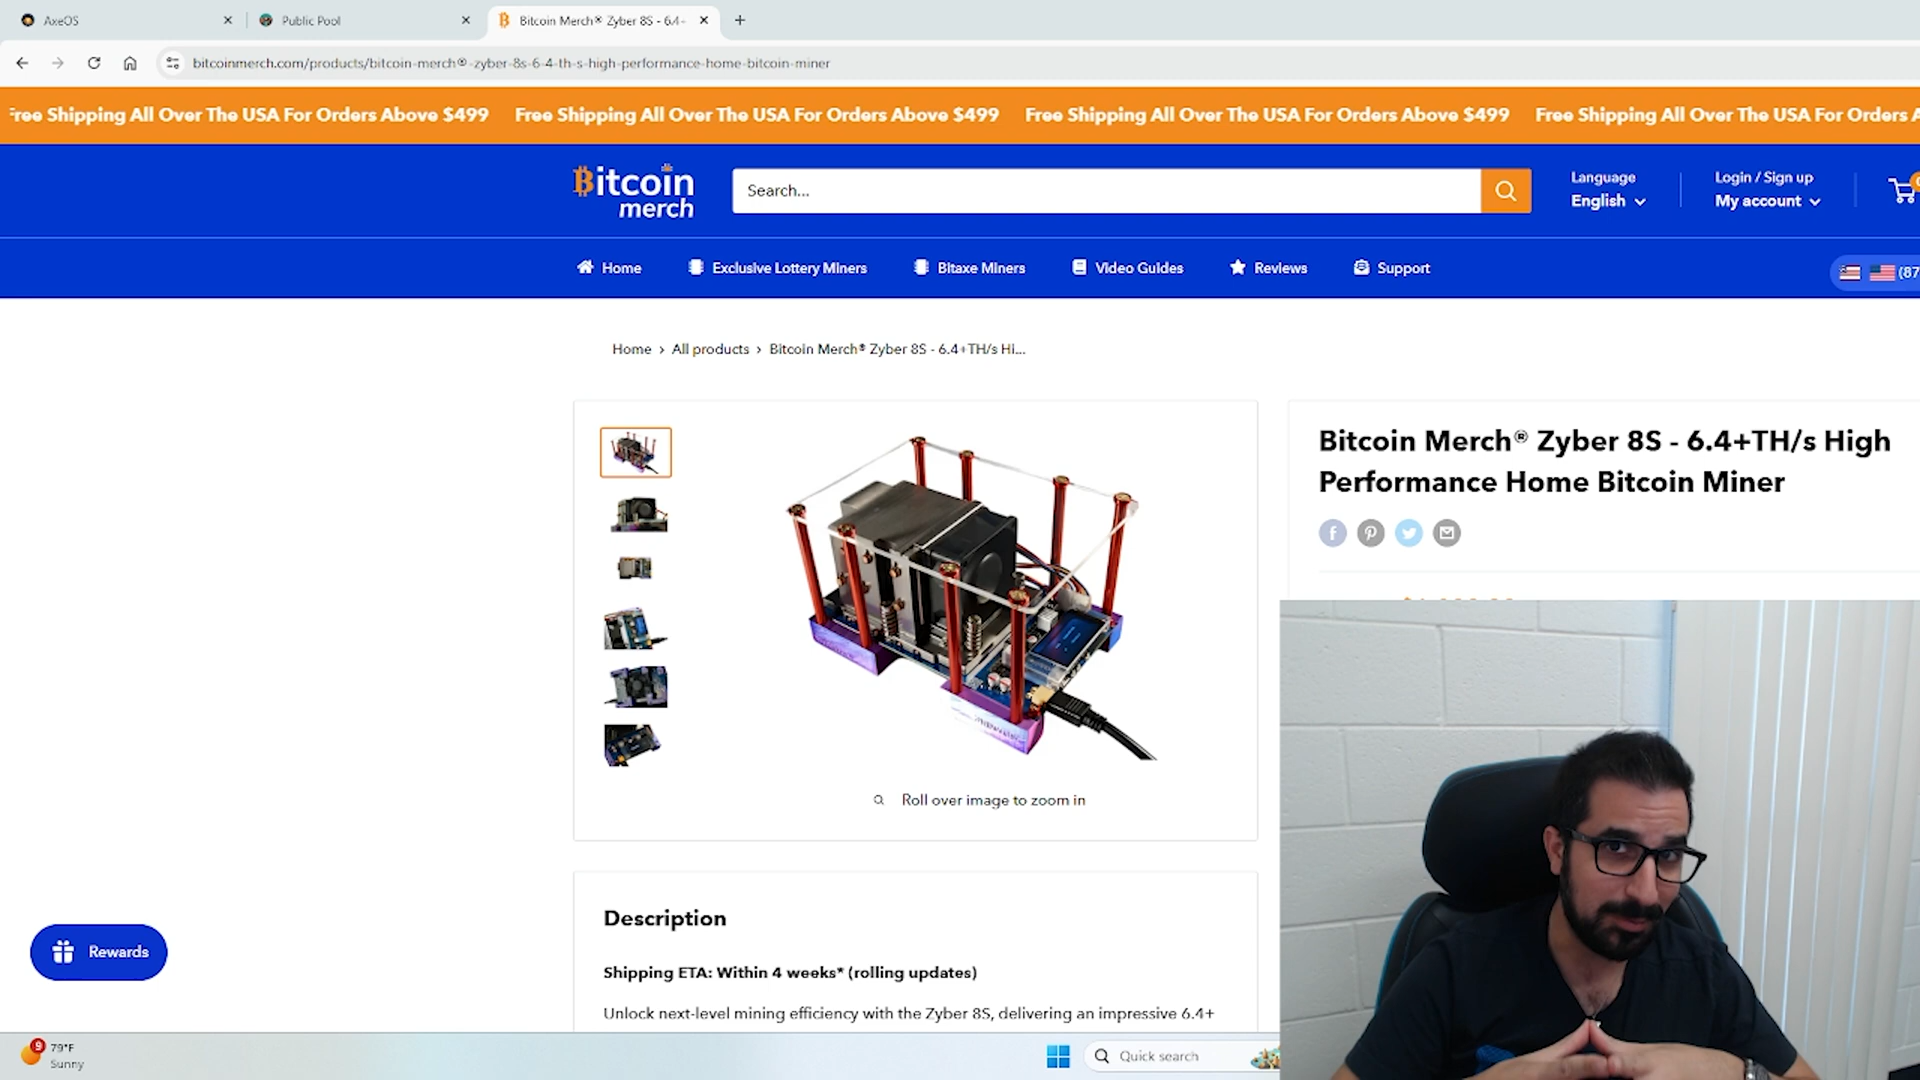 AxeOS
Public Pool
Bitcoin Merch® Zyber 8S - 6.4+
bitcoinmerch.com/products/bitcoin-merch®-zyber-8s-6-4-th-s-high-performance-home-bitcoin-miner
Free Shipping All Over The USA For Orders Above $499 Free Shipping All Over The USA For Orders Above $499 Free Shipping All Over The USA For Orders Above $499 Free Shipping All Over The USA For Orders A
Bitcoin
merch
Search...
Language
English
Login / Sign up
My account
Home
Exclusive Lottery Miners
Bitaxe Miners
Video Guides
Reviews
Support
(87
Home › All products › Bitcoin Merch® Zyber 8S - 6.4+TH/s Hi...
Bitcoin Merch® Zyber 8S - 6.4+TH/s High
Performance Home Bitcoin Miner
Roll over image to zoom in
Description
Shipping ETA: Within 4 weeks* (rolling updates)
Unlock next-level mining efficiency with the Zyber 8S, delivering an impressive 6.4+
Rewards
9
79°F
Sunny
Quick search